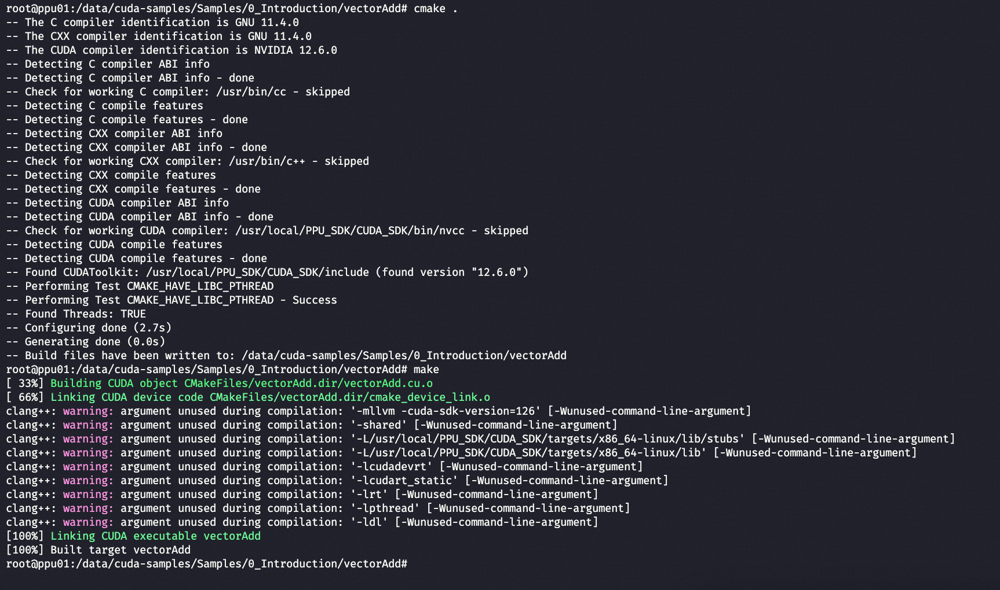 root@ppu01:/data/cuda-samples/Samples/0_Introduction/vectorAdd# cmake .
-- The C compiler identification is GNU 11.4.0
-- The CXX compiler identification is GNU 11.4.0
-- The CUDA compiler identification is NVIDIA 12.6.0
-- Detecting C compiler ABI info
-- Detecting C compiler ABI info - done
-- Check for working C compiler: /usr/bin/cc - skipped
-- Detecting C compile features
-- Detecting C compile features - done
-- Detecting CXX compiler ABI info
-- Detecting CXX compiler ABI info - done
-- Check for working CXX compiler: /usr/bin/c++ - skipped
-- Detecting CXX compile features
-- Detecting CXX compile features - done
-- Detecting CUDA compiler ABI info
-- Detecting CUDA compiler ABI info - done
-- Check for working CUDA compiler: /usr/local/PPU_SDK/CUDA_SDK/bin/nvcc - skipped
-- Detecting CUDA compile features
-- Detecting CUDA compile features - done
-- Found CUDAToolkit: /usr/local/PPU_SDK/CUDA_SDK/include (found version "12.6.0")
-- Performing Test CMAKE_HAVE_LIBC_PTHREAD
-- Performing Test CMAKE_HAVE_LIBC_PTHREAD - Success
-- Found Threads: TRUE
-- Configuring done (2.7s)
-- Generating done (0.0s)
-- Build files have been written to: /data/cuda-samples/Samples/0_Introduction/vectorAdd
root@ppu01:/data/cuda-samples/Samples/0_Introduction/vectorAdd# make
[ 33%] Building CUDA object CMakeFiles/vectorAdd.dir/vectorAdd.cu.o
[ 66%] Linking CUDA device code CMakeFiles/vectorAdd.dir/cmake_device_link.o
clang++: warning: argument unused during compilation: '-mllvm -cuda-sdk-version=126' [-Wunused-command-line-argument]
clang++: warning: argument unused during compilation: '-shared' [-Wunused-command-line-argument]
clang++: warning: argument unused during compilation: '-L/usr/local/PPU_SDK/CUDA_SDK/targets/x86_64-linux/lib/stubs' [-Wunused-command-line-argument]
clang++: warning: argument unused during compilation: '-L/usr/local/PPU_SDK/CUDA_SDK/targets/x86_64-linux/lib' [-Wunused-command-line-argument]
clang++: warning: argument unused during compilation: '-lcudadevrt' [-Wunused-command-line-argument]
clang++: warning: argument unused during compilation: '-lcudart_static' [-Wunused-command-line-argument]
clang++: warning: argument unused during compilation: '-lrt' [-Wunused-command-line-argument]
clang++: warning: argument unused during compilation: '-lpthread' [-Wunused-command-line-argument]
clang++: warning: argument unused during compilation: '-ldl' [-Wunused-command-line-argument]
[100%] Linking CUDA executable vectorAdd
[100%] Built target vectorAdd
root@ppu01:/data/cuda-samples/Samples/0_Introduction/vectorAdd#